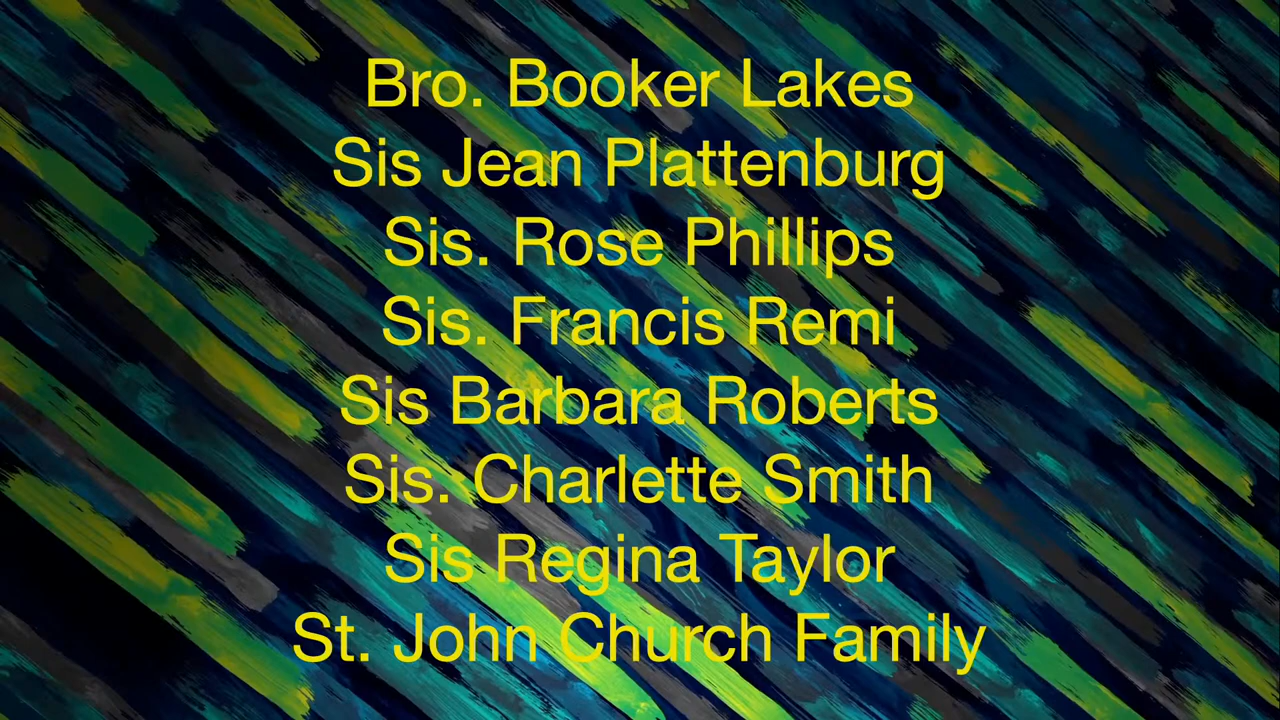 Bro. Booker Lakes
Sis Jean Plattenburg
Sis. Rose Phillips
Sis. Francis Remi
Sis Barbara Roberts
Sis. Charlette Smith
Sis Regina Taylor
St. John Church Family